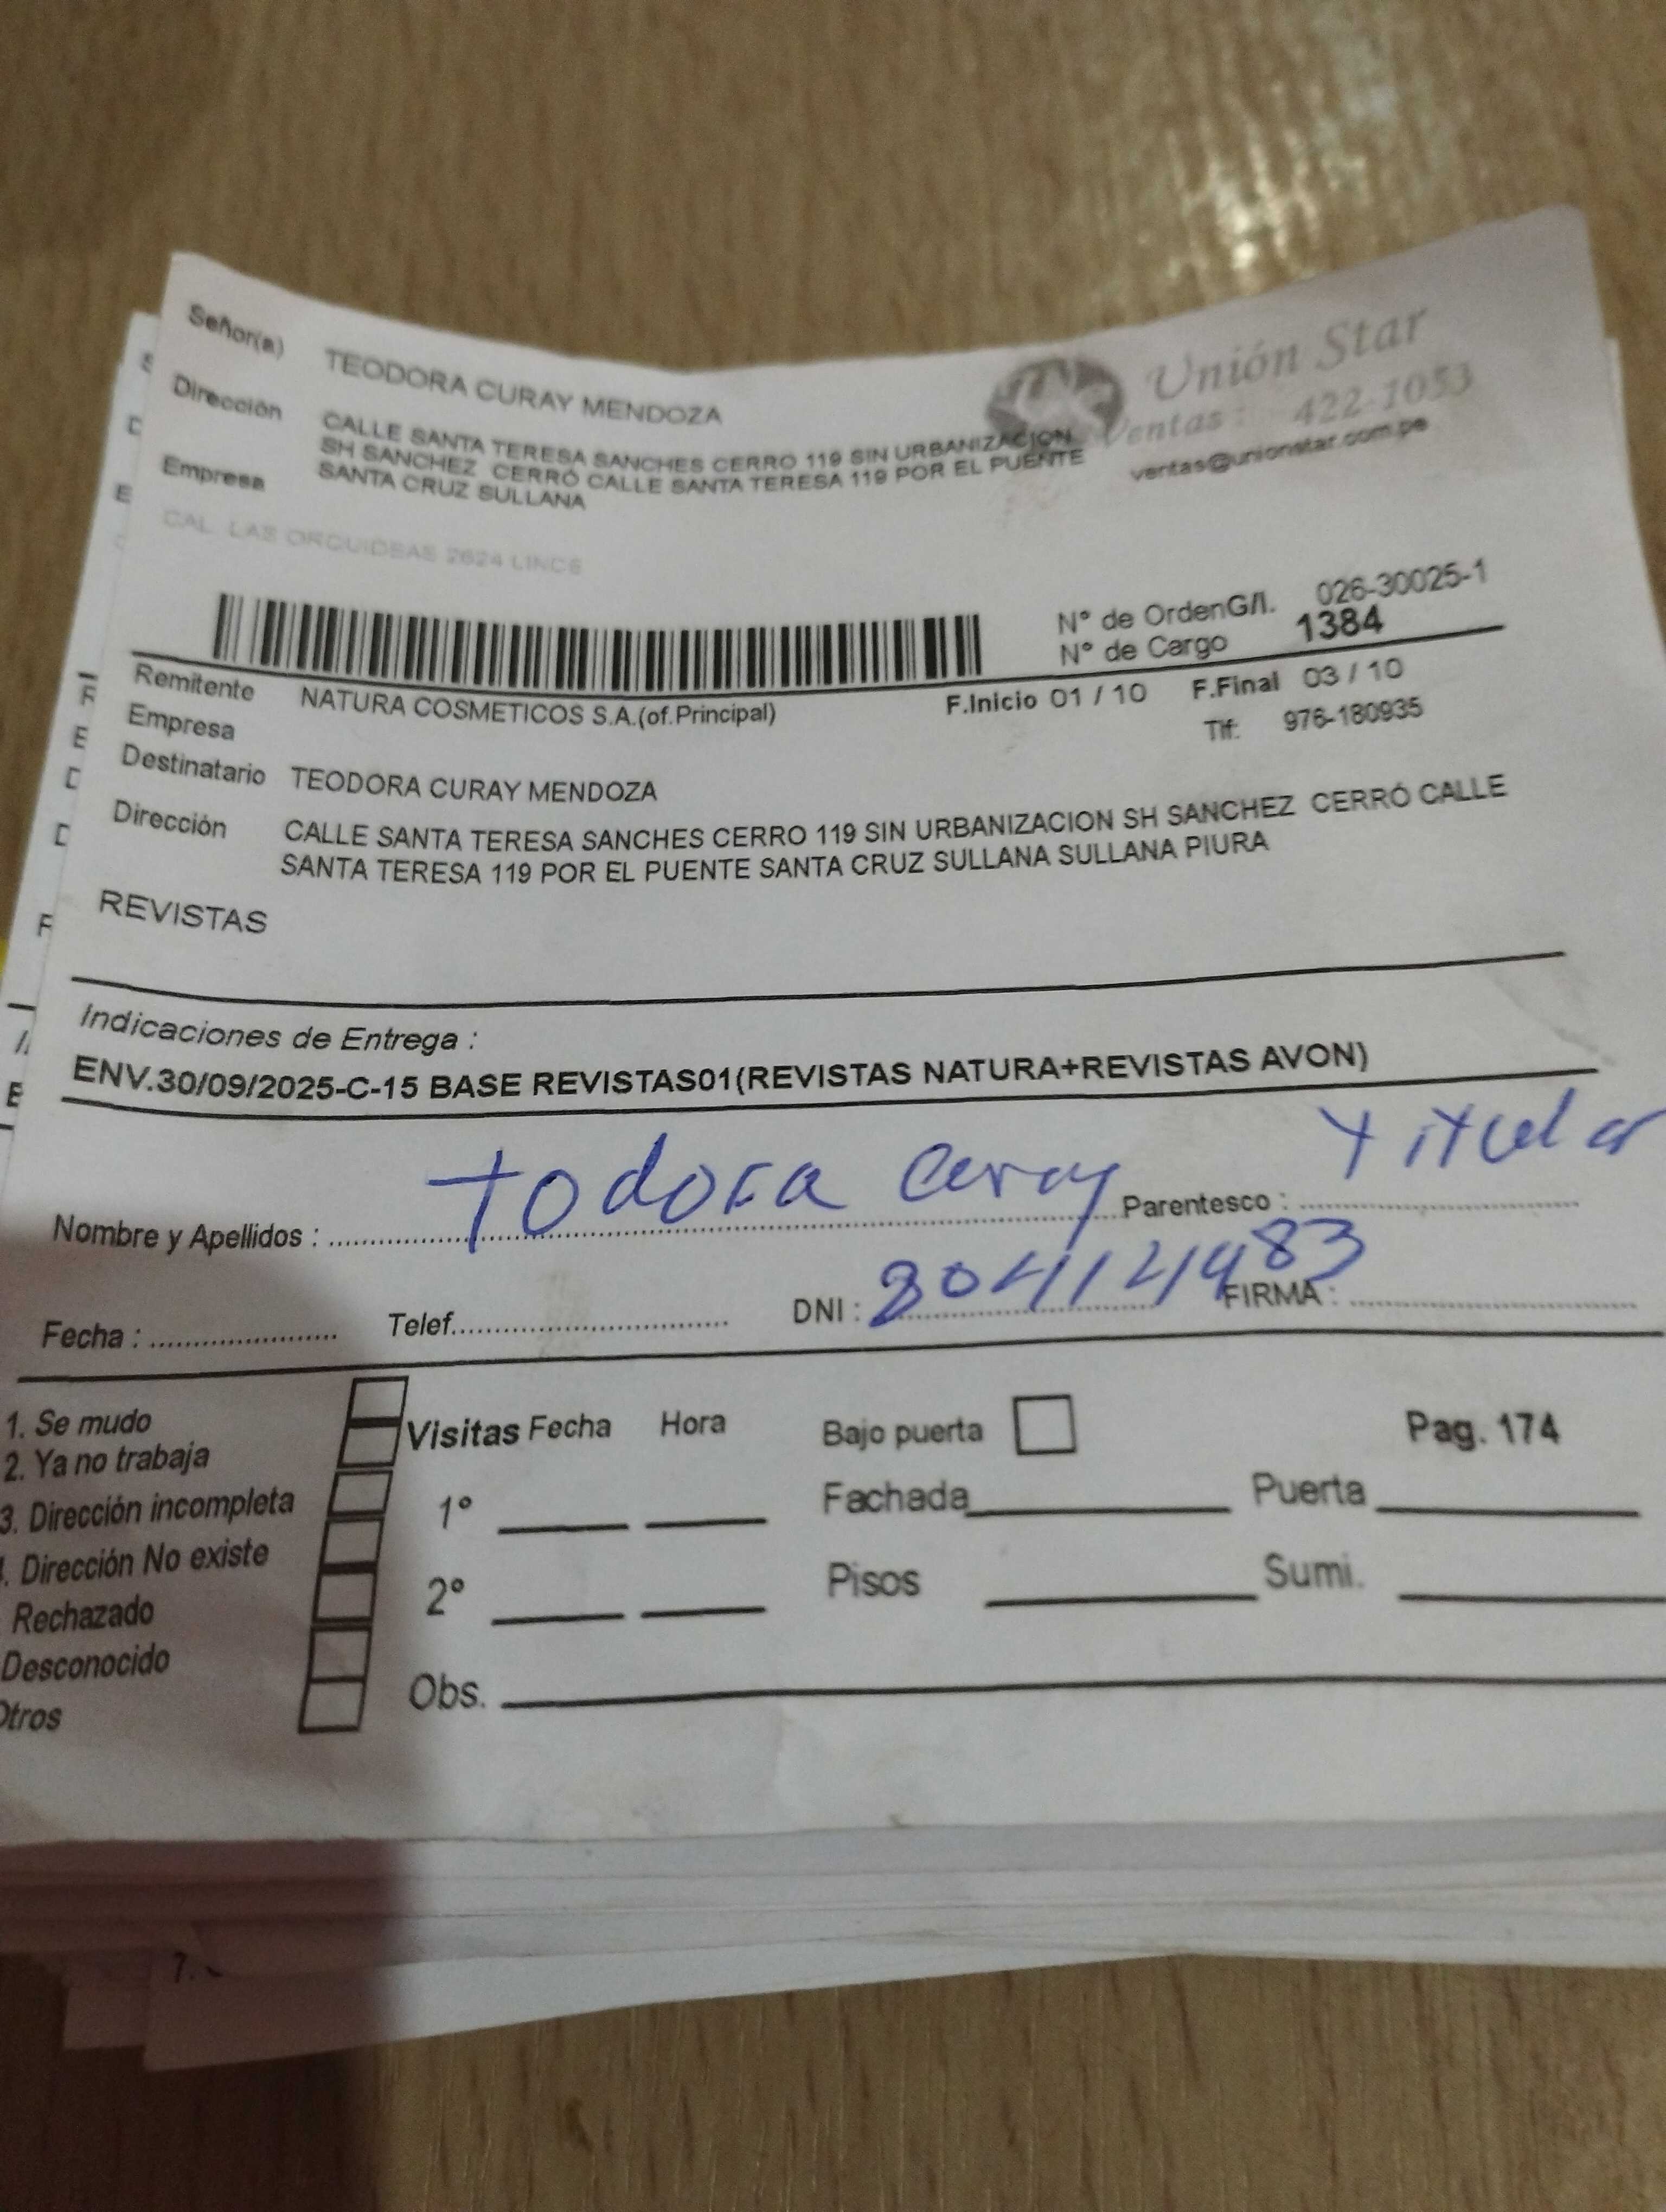 Señor(a) TEODORA CURAY MENDOZA
Unión Star
Ventas : 422-1053
ventas@unionstar.com.pe
Dirección CALLE SANTA TERESA SANCHES CERRO 119 SIN URBANIZACION
SH SANCHEZ CERRÓ CALLE SANTA TERESA 119 POR EL PUENTE
Empresa SANTA CRUZ SULLANA
CAL. LAS ORQUIDEAS 2624 LINCE
N° de OrdenG/I. 026-30025-1
N° de Cargo 1384
Remitente NATURA COSMETICOS S.A.(of.Principal) F.Inicio 01 / 10 F.Final 03 / 10
Empresa Tlf: 976-180935
Destinatario TEODORA CURAY MENDOZA
Dirección CALLE SANTA TERESA SANCHES CERRO 119 SIN URBANIZACION SH SANCHEZ CERRÓ CALLE
SANTA TERESA 119 POR EL PUENTE SANTA CRUZ SULLANA SULLANA PIURA
REVISTAS
Indicaciones de Entrega :
ENV.30/09/2025-C-15 BASE REVISTAS01(REVISTAS NATURA+REVISTAS AVON)
Nombre y Apellidos : Todora Parentesco : Titular
Fecha : Telef. DNI : FIRMA :
1. Se mudo
2. Ya no trabaja
3. Dirección incompleta
. Dirección No existe
Rechazado
Desconocido
Otros
Visitas Fecha Hora Bajo puerta Pag. 174
1° Fachada Puerta
2° Pisos Sumi.
Obs.
7.